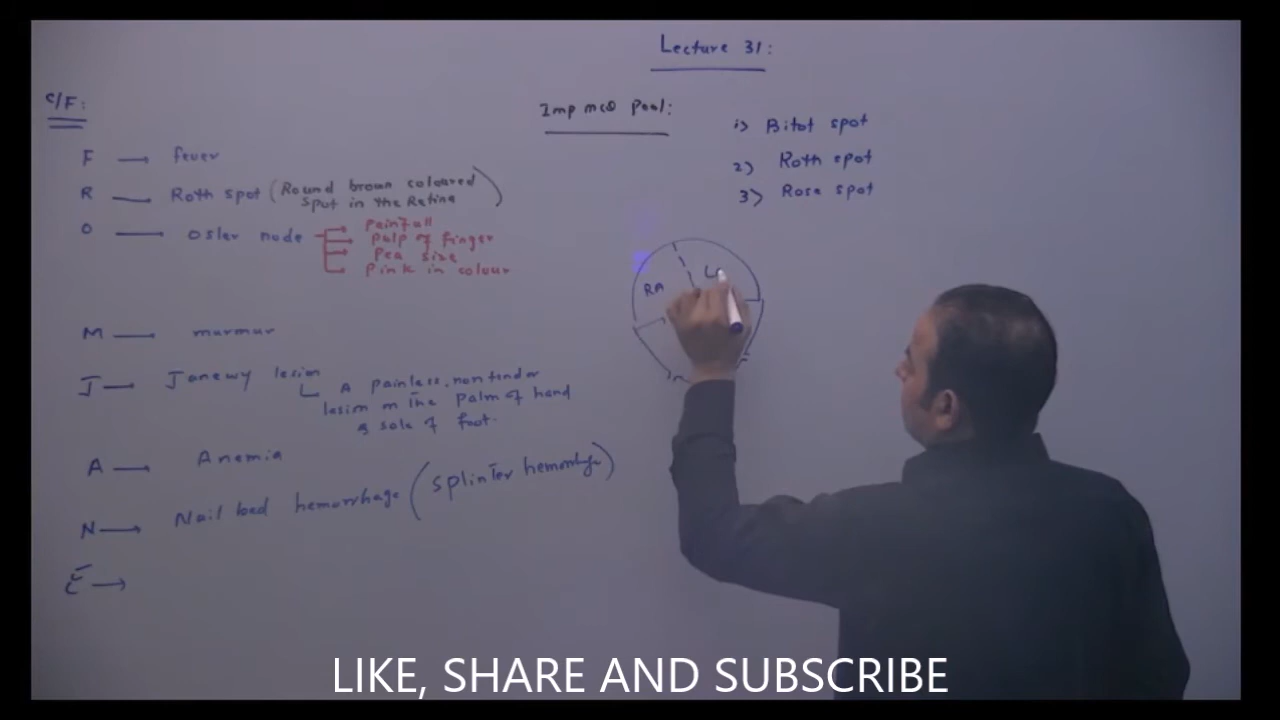 Lecture 31:
C/F:
Imp mcQ Pool:
1) Bitot spot
2) Roth spot
3) Rose spot
F → fever
R → Roth spot (Round brown coloured
spot in the Retina)
O → Osler node
Painfull
Pulp of finger
Pea size
Pink in colour
RA
M → murmur
J → Janewy lesion
A painless, non tender
lesion on the Palm of hand
& sole of foot.
A → Anemia
N → Nail bed hemorrhage (splinter hemorrhage)
E →
LIKE, SHARE AND SUBSCRIBE